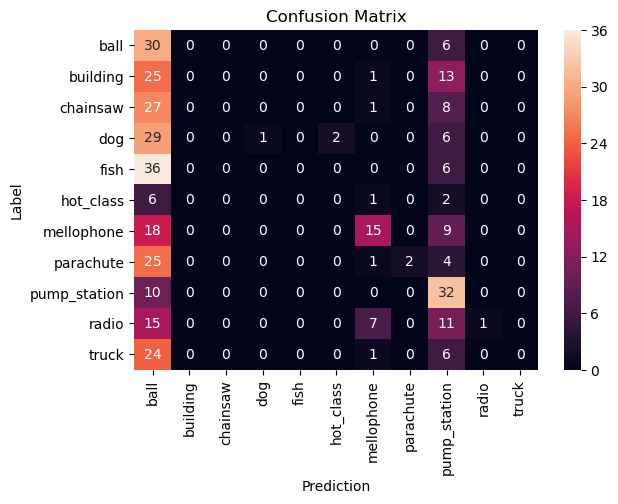 Confusion Matrix
Label
ball 30 0 0 0 0 0 0 0 6 0 0
building 25 0 0 0 0 0 1 0 13 0 0
chainsaw 27 0 0 0 0 0 1 0 8 0 0
dog 29 0 0 1 0 2 0 0 6 0 0
fish 36 0 0 0 0 0 0 0 6 0 0
hot_class 6 0 0 0 0 0 1 0 2 0 0
mellophone 18 0 0 0 0 0 15 0 9 0 0
parachute 25 0 0 0 0 0 1 2 4 0 0
pump_station 10 0 0 0 0 0 0 0 32 0 0
radio 15 0 0 0 0 0 7 0 11 1 0
truck 24 0 0 0 0 0 1 0 6 0 0
ball building chainsaw dog fish hot_class mellophone parachute pump_station radio truck
Prediction
36
30
24
18
12
6
0